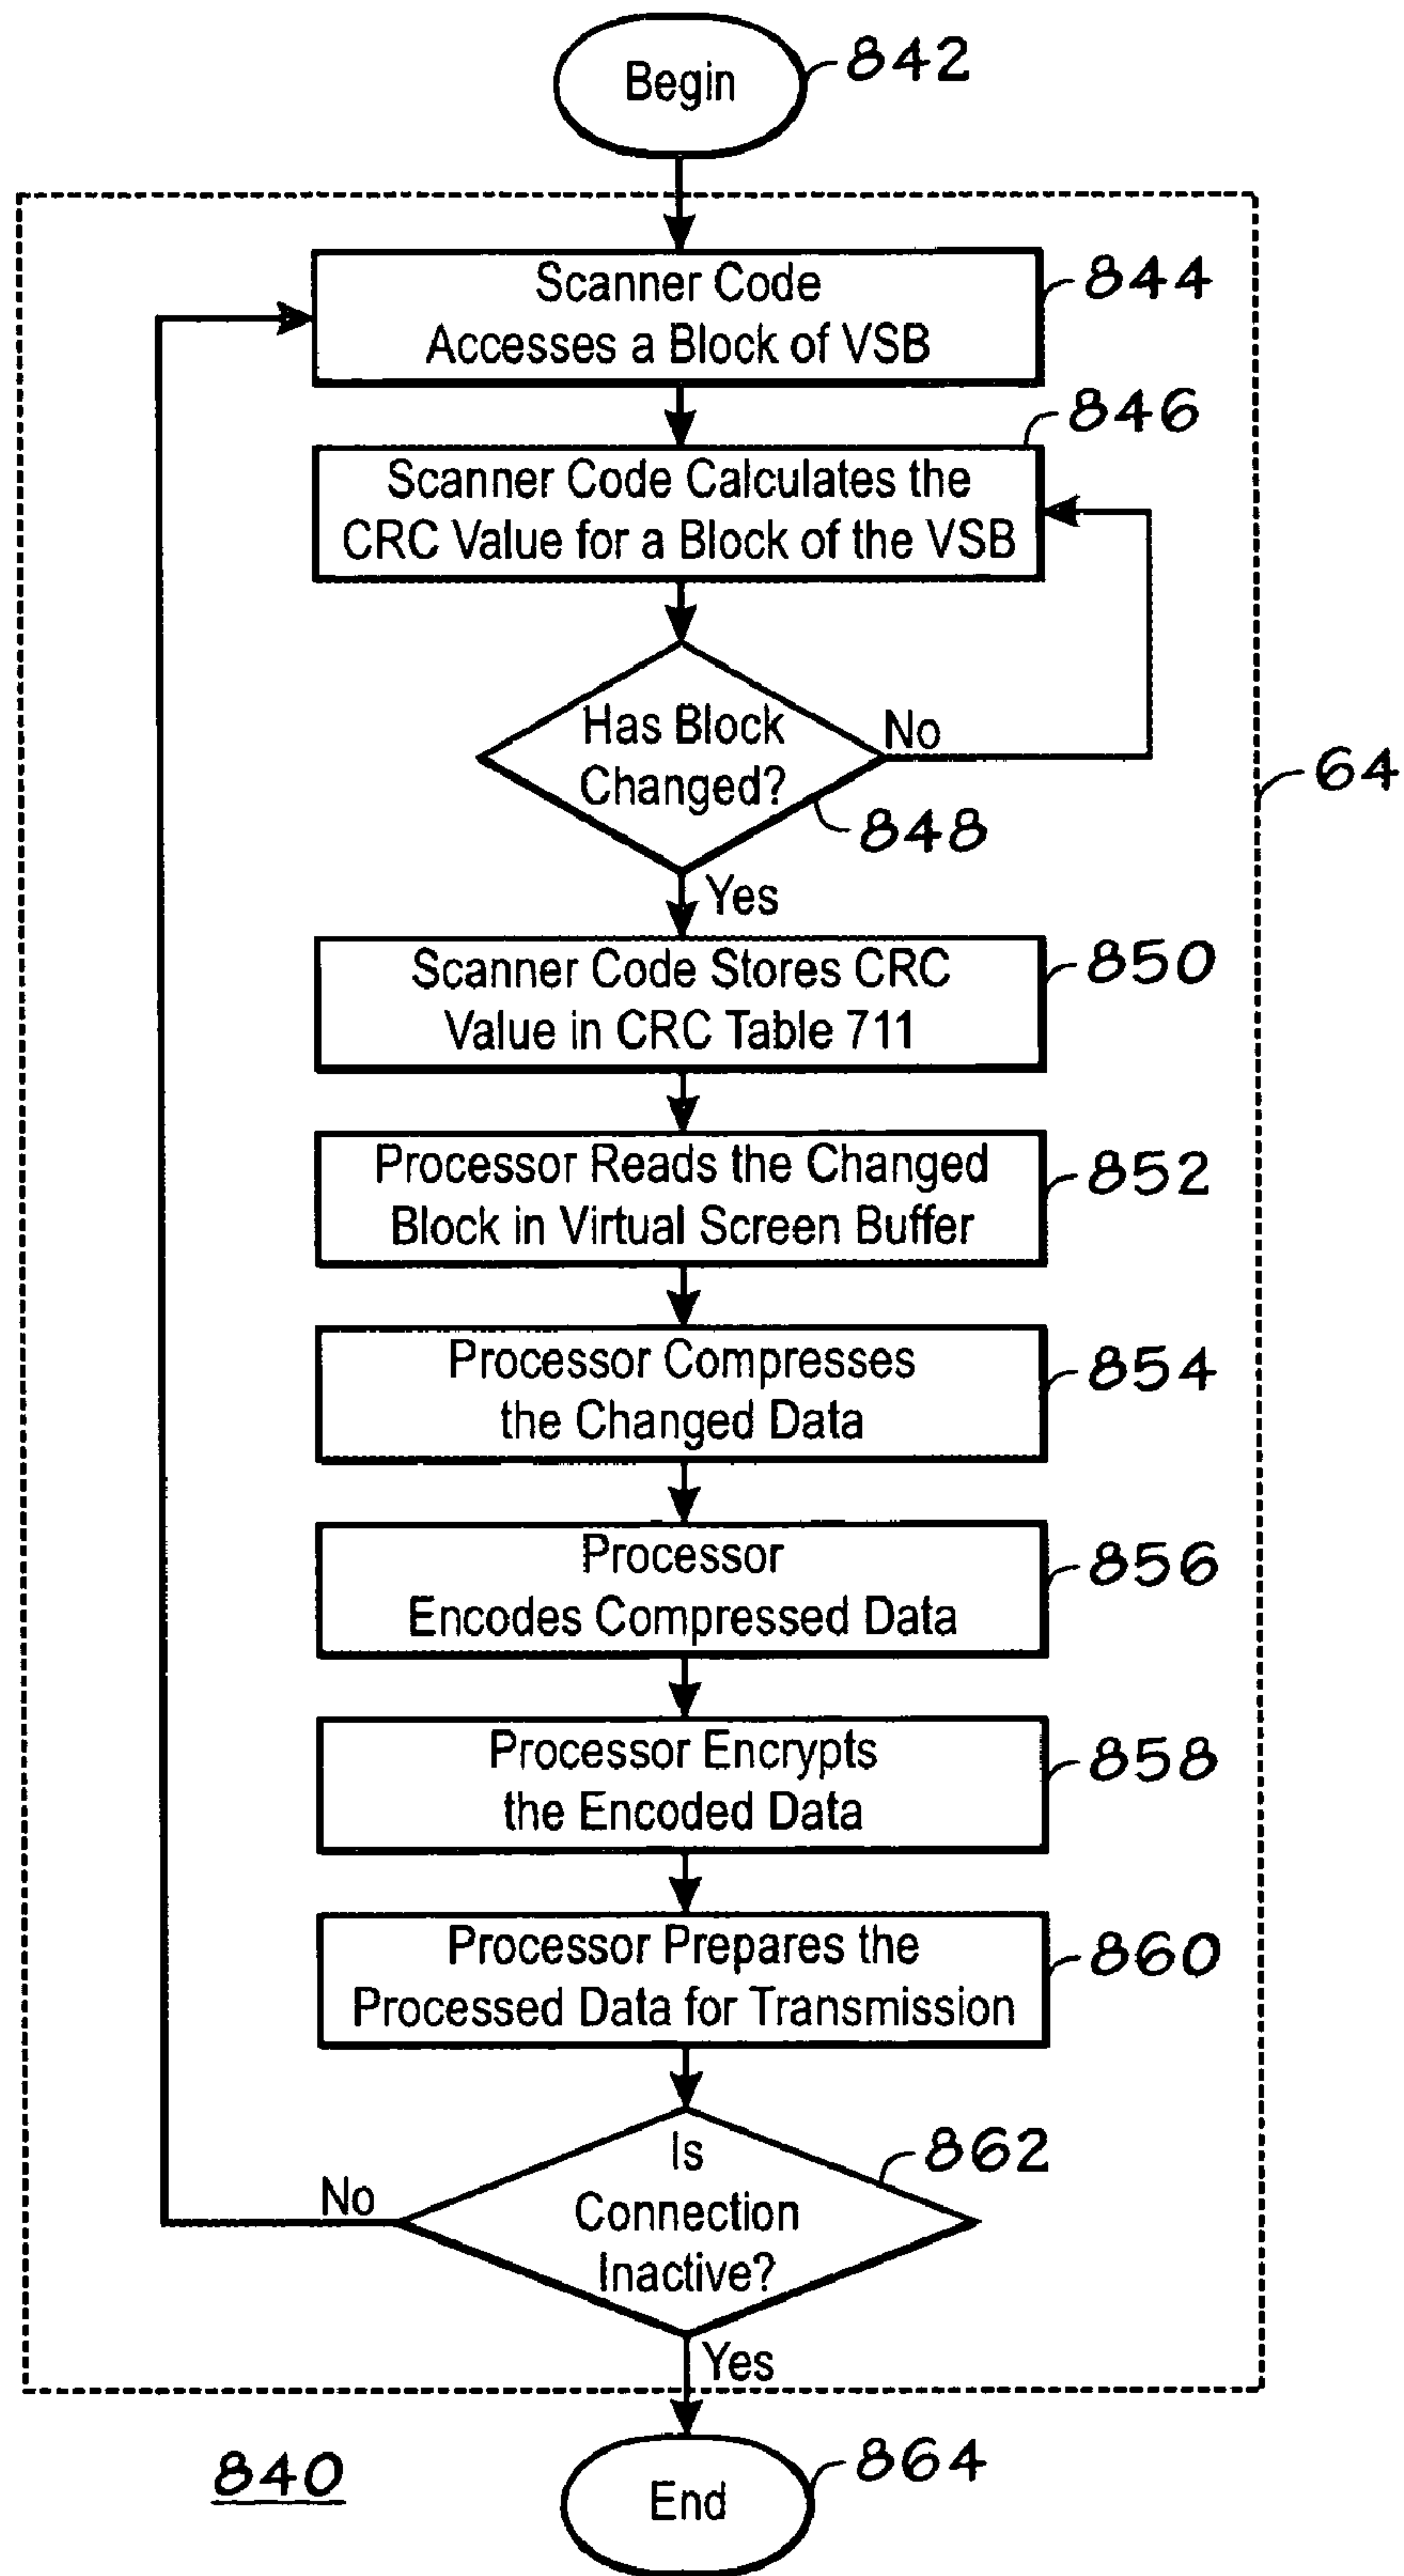 Begin
842
Scanner Code
Accesses a Block of VSB
844
846
Scanner Code Calculates the
CRC Value for a Block of the VSB
Has Block
Changed?
No
848
64
Yes
Scanner Code Stores CRC
Value in CRC Table 711
850
Processor Reads the Changed
Block in Virtual Screen Buffer
852
Processor Compresses
the Changed Data
854
Processor
Encodes Compressed Data
856
Processor Encrypts
the Encoded Data
858
Processor Prepares the
Processed Data for Transmission
860
Is
Connection
Inactive?
862
No
Yes
840
End
864